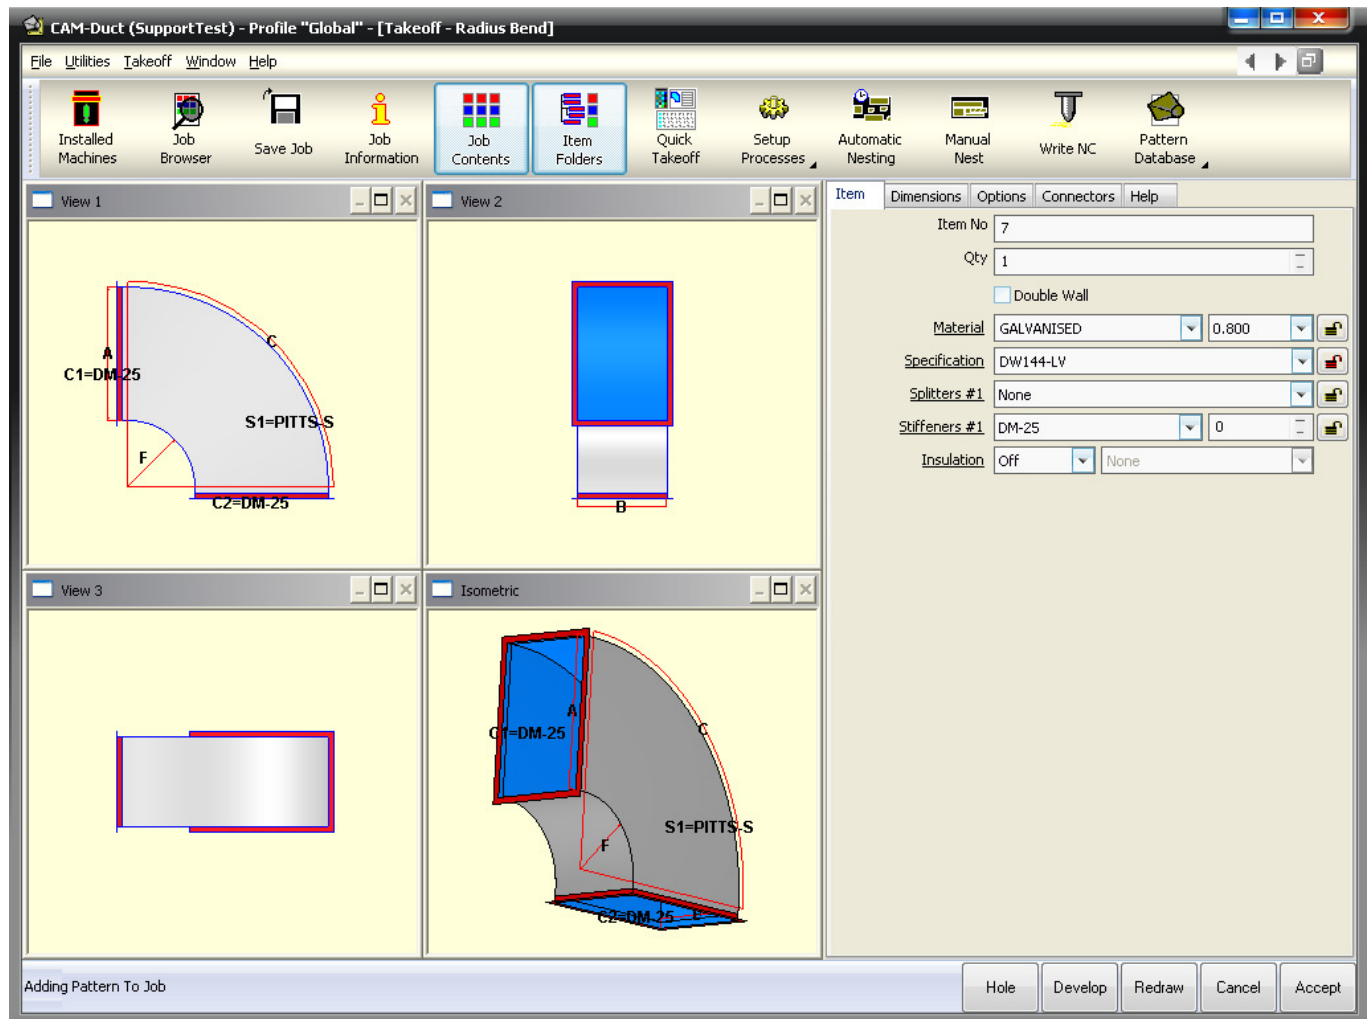 CAM-Duct (SupportTest) - Profile "Global" - [Takeoff - Radius Bend]
File Utilities Takeoff Window Help
Installed Machines
Job Browser
Save Job
Job Information
Job Contents
Item Folders
Quick Takeoff
Setup Processes
Automatic Nesting
Manual Nest
Write NC
Pattern Database
View 1
A
C1=DM-25
C
S1=PITTS-S
F
C2=DM-25
View 2
B
View 3
Isometric
A
C1=DM-25
C
S1=PITTS-S
F
C2=DM-25
Item Dimensions Options Connectors Help
Item No 7
Qty 1
Double Wall
Material GALVANISED 0.800
Specification DW144-LV
Splitters #1 None
Stiffeners #1 DM-25 0
Insulation Off None
Adding Pattern To Job
Hole Develop Redraw Cancel Accept